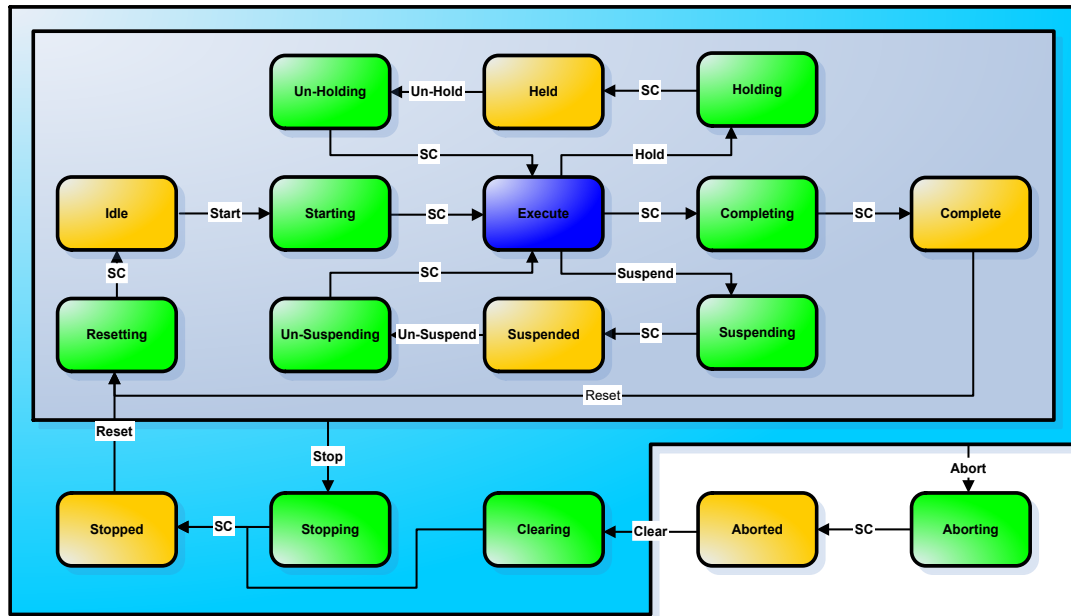 Un-Holding
Un-Hold
Held
SC
Holding
SC
Hold
Idle
Start
Starting
SC
Execute
SC
Completing
SC
Complete
SC
SC
Suspend
Resetting
Un-Suspending
Un-Suspend
Suspended
SC
Suspending
Reset
Reset
Stop
Abort
Stopped
SC
Stopping
Clearing
Clear
Aborted
SC
Aborting